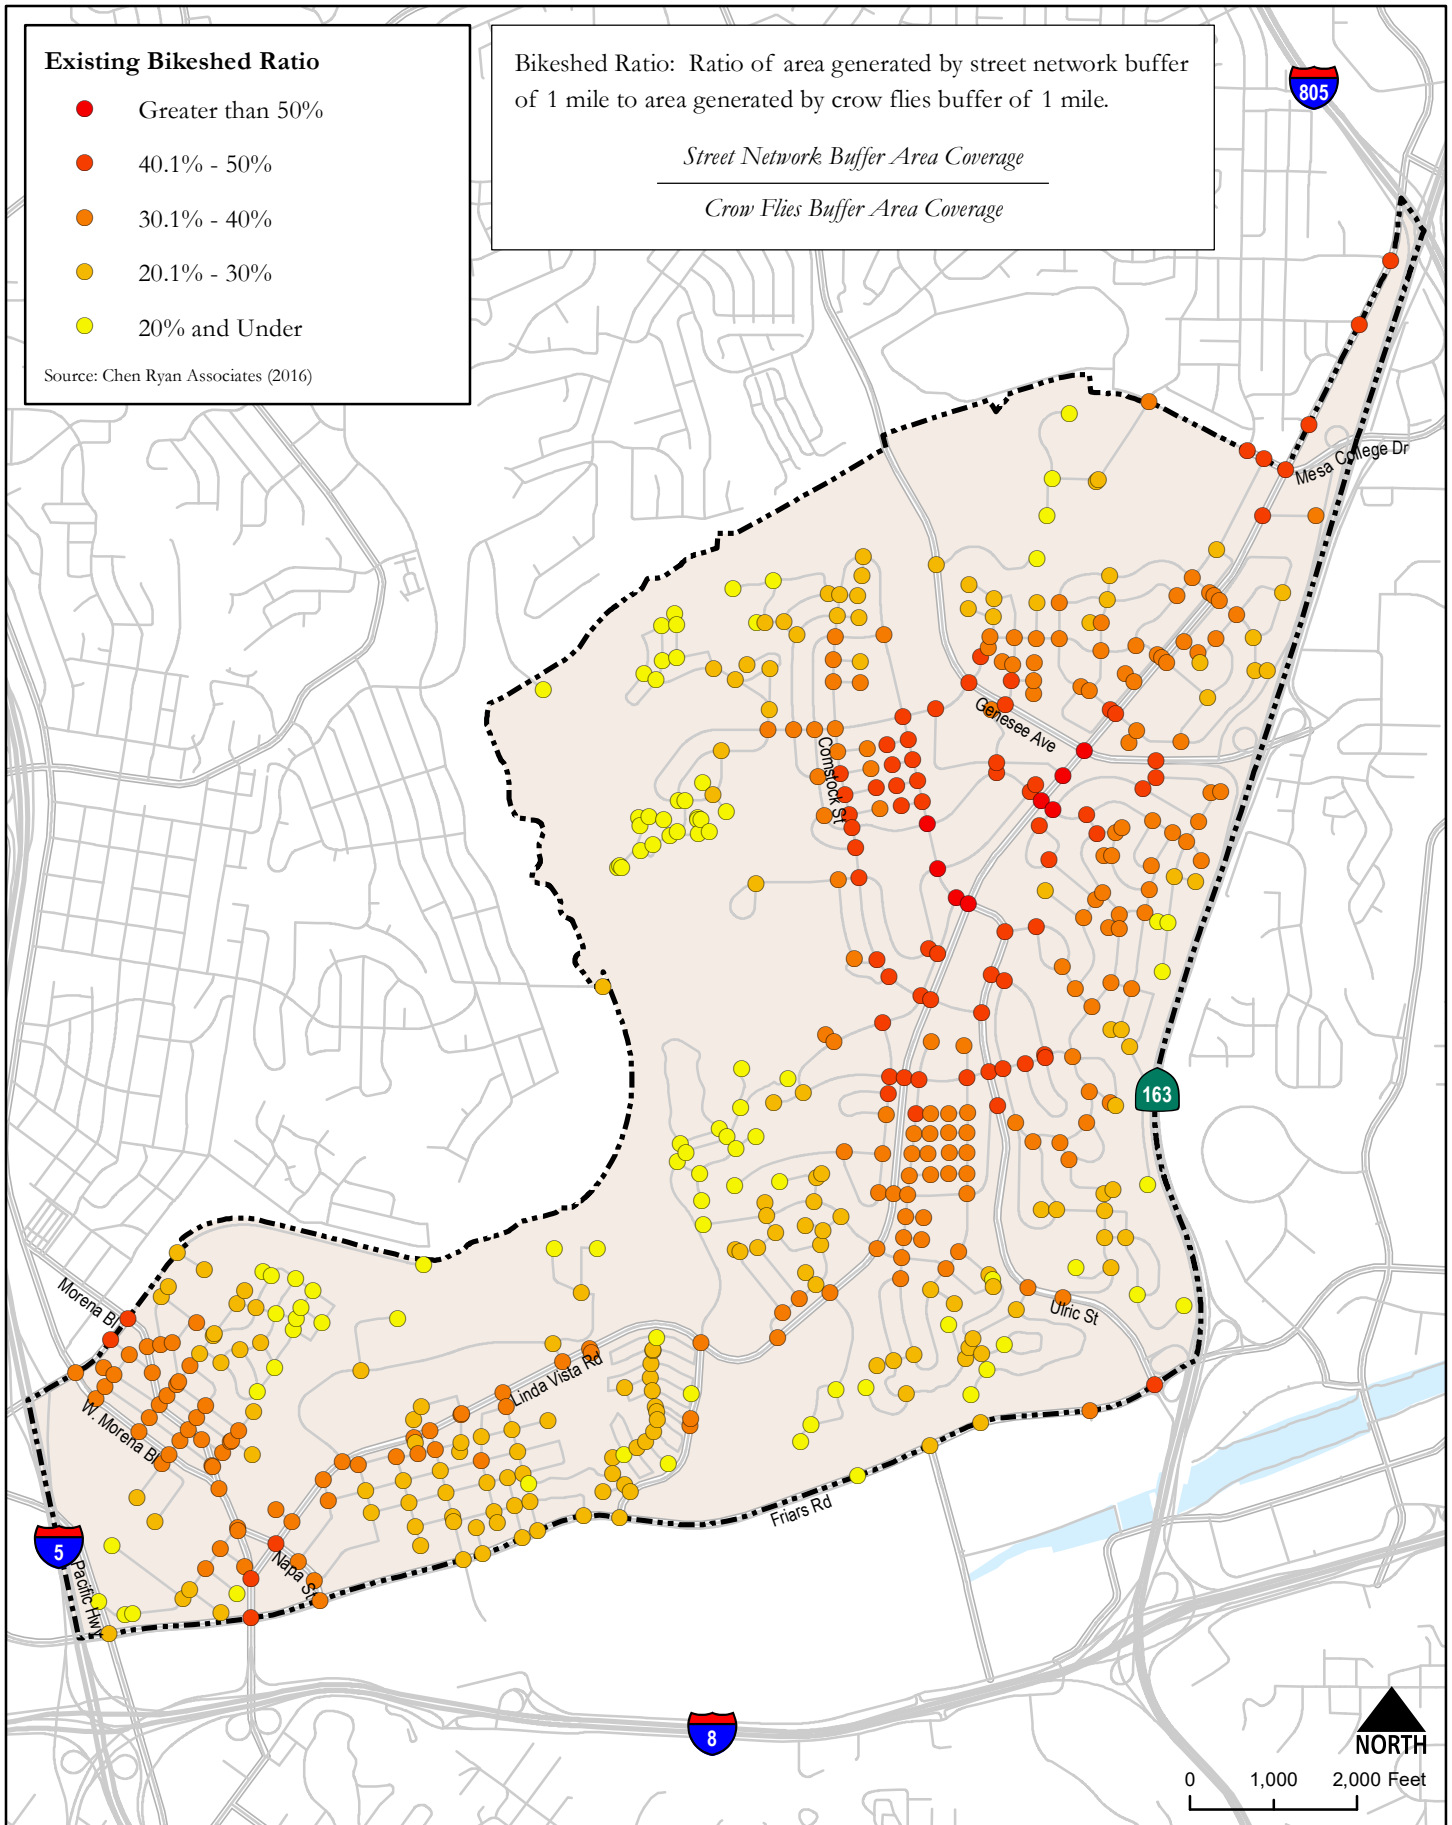 Existing Bikeshed Ratio
Greater than 50%
40.1% - 50%
30.1% - 40%
20.1% - 30%
20% and Under
Source: Chen Ryan Associates (2016)
Bikeshed Ratio: Ratio of area generated by street network buffer
of 1 mile to area generated by crow flies buffer of 1 mile.
Street Network Buffer Area Coverage
Crow Flies Buffer Area Coverage
805
Mesa College Dr
Genesee Ave
Comstock St
163
Morena Bl
Ulric St
Linda Vista Rd
W. Morena Bl
Friars Rd
5
Napa St
Pacific Hwy
8
NORTH
0 1,000 2,000 Feet